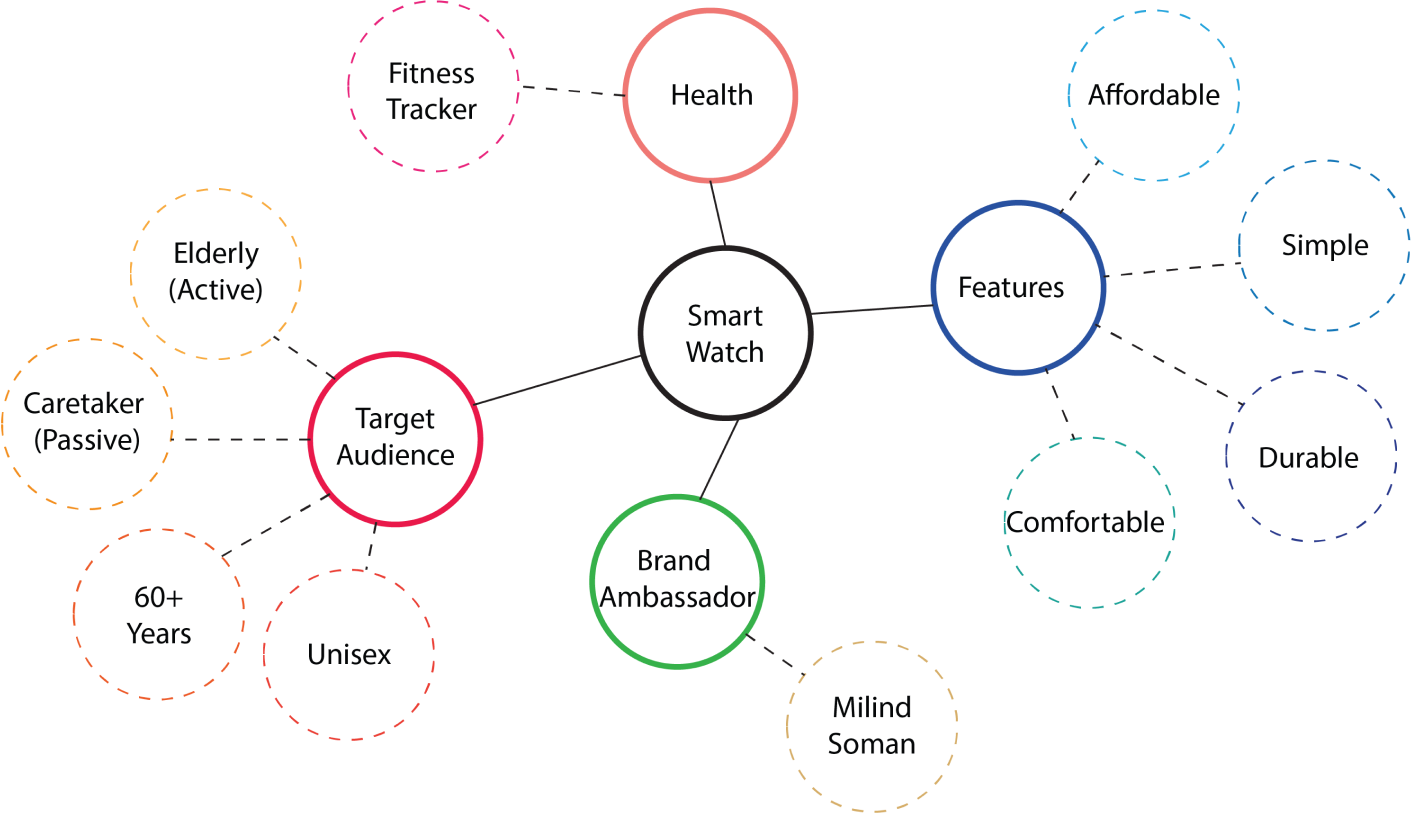 Fitness
Tracker
Health
Affordable
Elderly
(Active)
Simple
Features
Smart
Watch
Caretaker
(Passive)
Target
Audience
Durable
Comfortable
Brand
Ambassador
60+
Years
Unisex
Milind
Soman